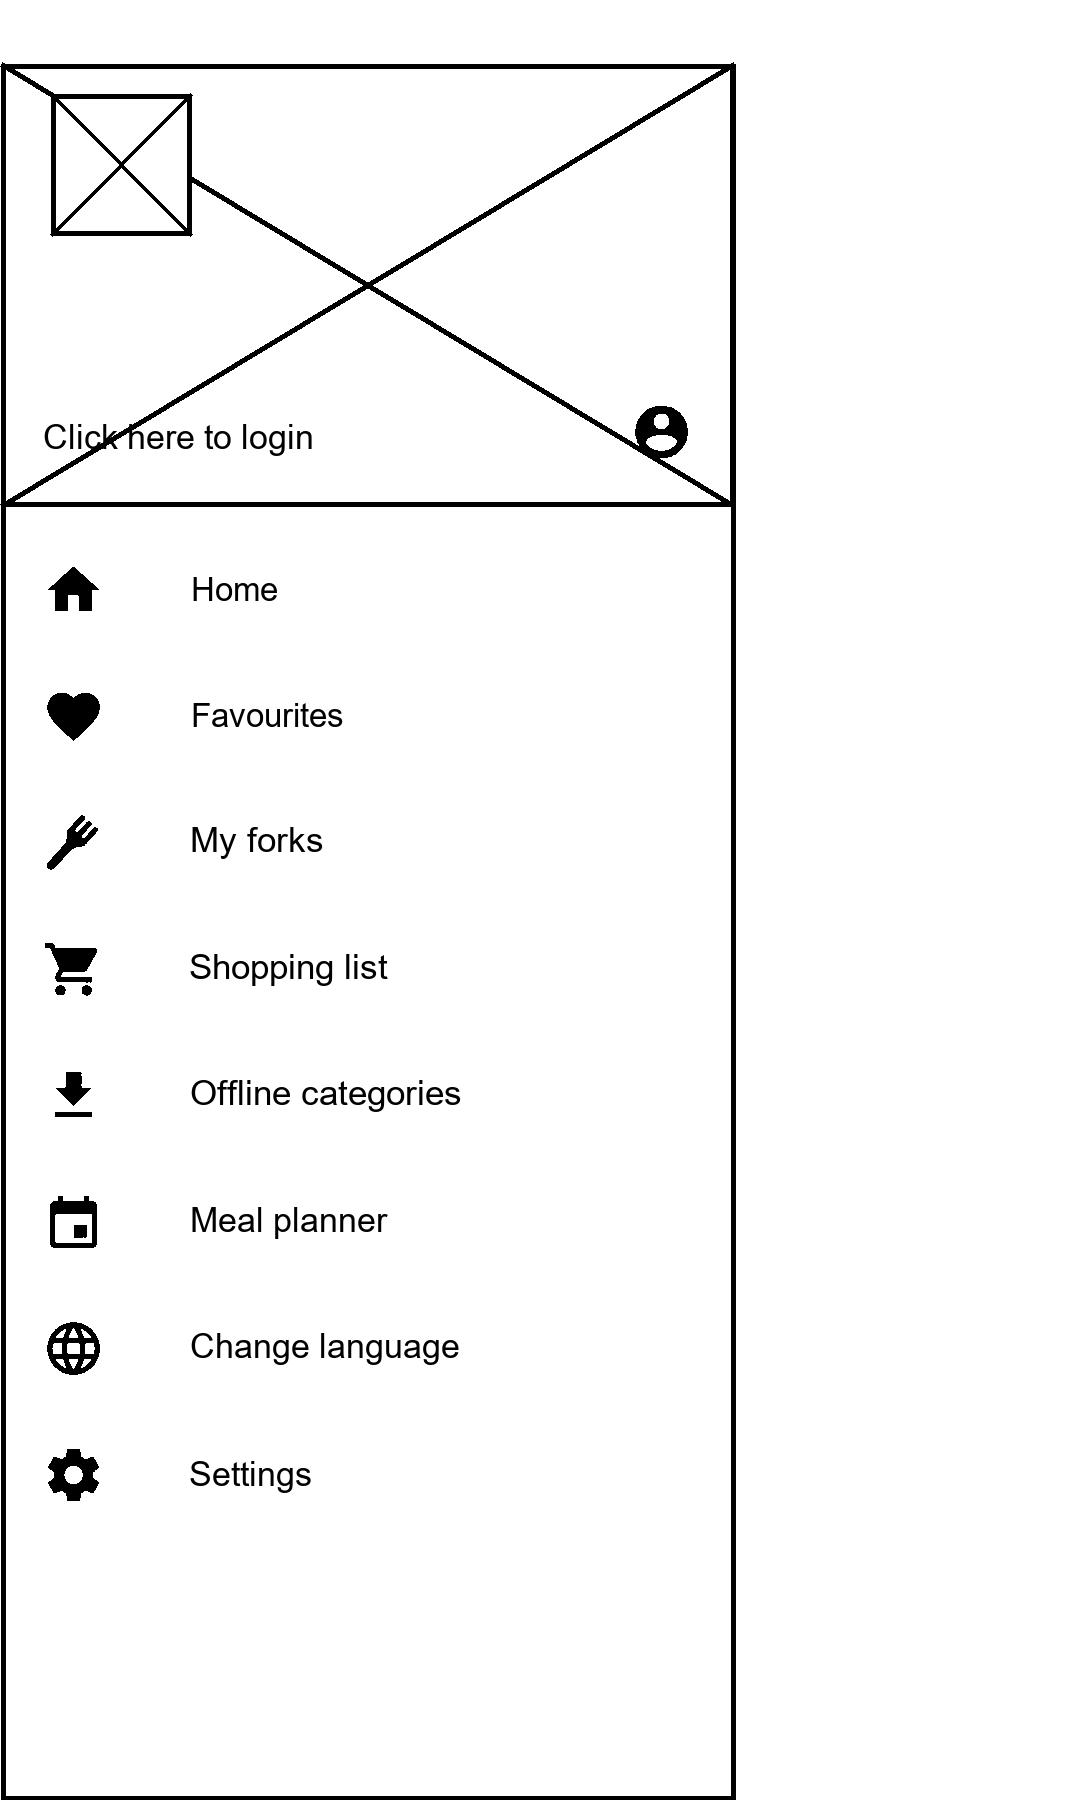 Click here to login
Home
Favourites
My forks
Shopping list
Offline categories
Meal planner
Change language
Settings